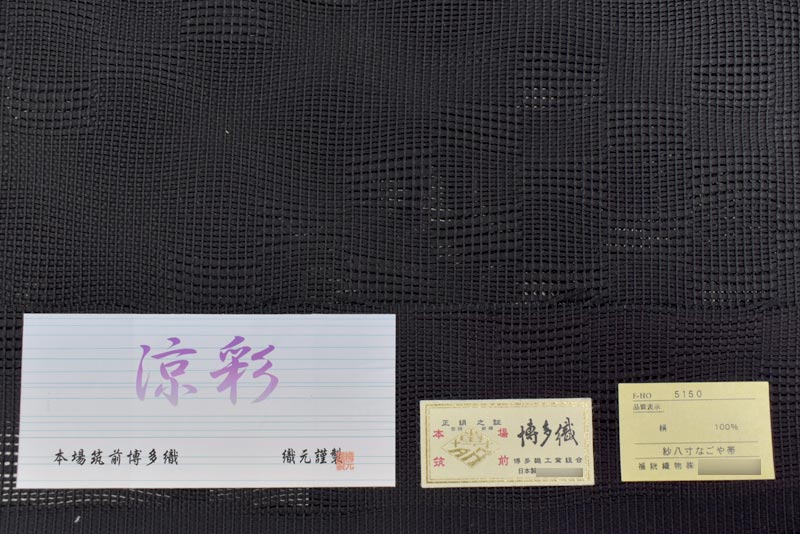 涼彩
本場筑前博多織
織元謹製
正絹之証
本場
筑前
博多織
博多織工業組合
日本製
F-HO 5150
品質表示
絹 100%
紗八寸なごや帯
福絖織物㈱